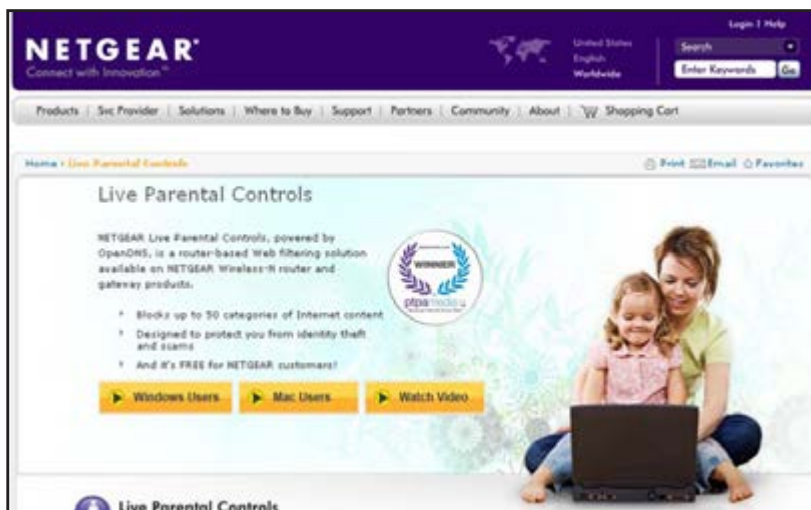 Login | Help
NETGEAR®
Connect with Innovation™
United States
English
Worldwide
Search
Enter Keywords Go
Products | Svc Provider | Solutions | Where to Buy | Support | Partners | Community | About | Shopping Cart
Home › Live Parental Controls
Print Email Favorites
Live Parental Controls
NETGEAR Live Parental Controls, powered by
OpenDNS, is a router-based Web filtering solution
available on NETGEAR Wireless-N router and
gateway products.
Blocks up to 50 categories of Internet content
Designed to protect you from identity theft
and scams
And it's FREE for NETGEAR customers!
WINNER
ptpamedia
Windows Users
Mac Users
Watch Video
Live Parental Controls